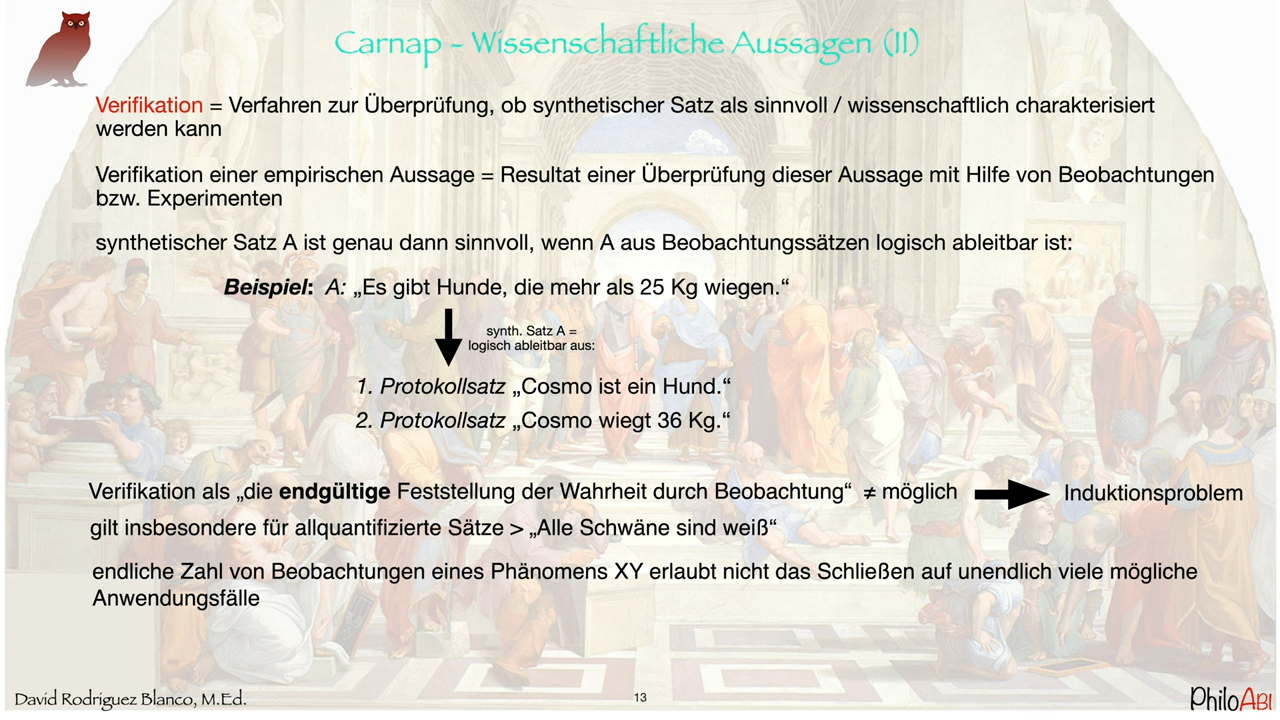 Carnap - Wissenschaftliche Aussagen (II)
Verifikation = Verfahren zur Überprüfung, ob synthetischer Satz als sinnvoll / wissenschaftlich charakterisiert
werden kann
Verifikation einer empirischen Aussage = Resultat einer Überprüfung dieser Aussage mit Hilfe von Beobachtungen
bzw. Experimenten
synthetischer Satz A ist genau dann sinnvoll, wenn A aus Beobachtungssätzen logisch ableitbar ist:
Beispiel: A: „Es gibt Hunde, die mehr als 25 Kg wiegen.“
synth. Satz A =
logisch ableitbar aus:
1. Protokollsatz „Cosmo ist ein Hund.“
2. Protokollsatz „Cosmo wiegt 36 Kg.“
Verifikation als „die endgültige Feststellung der Wahrheit durch Beobachtung“ ≠ möglich Induktionsproblem
gilt insbesondere für allquantifizierte Sätze > „Alle Schwäne sind weiß“
endliche Zahl von Beobachtungen eines Phänomens XY erlaubt nicht das Schließen auf unendlich viele mögliche
Anwendungsfälle
David Rodríguez Blanco, M.Ed.
13
PhiloABI